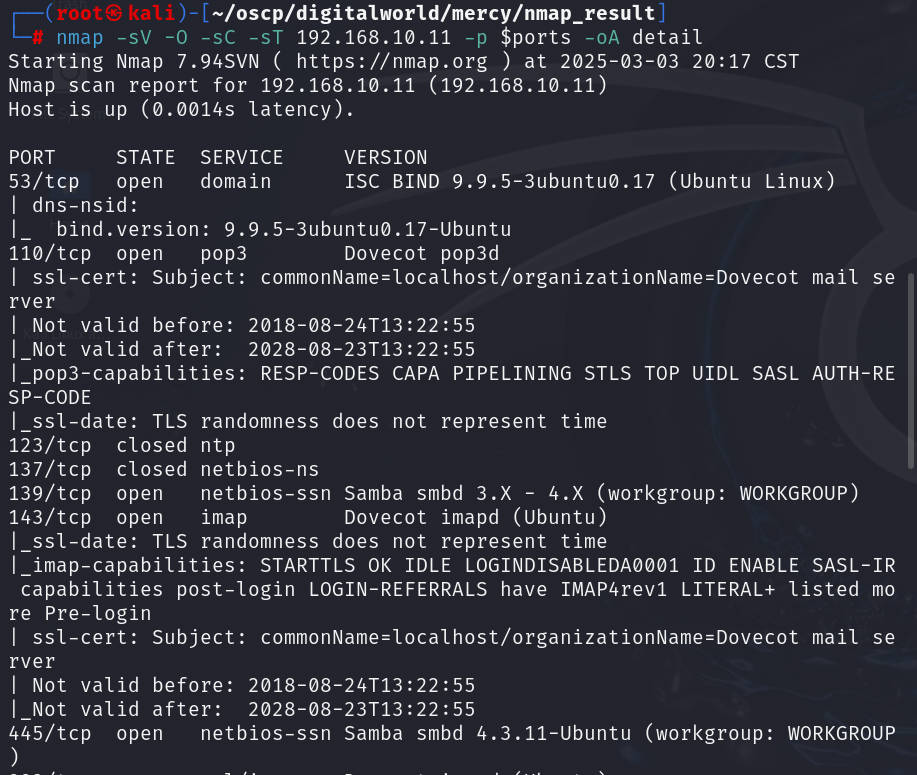 ┌──(root㉿kali)-[~/oscp/digitalworld/mercy/nmap_result]
└─# nmap -sV -O -sC -sT 192.168.10.11 -p $ports -oA detail
Starting Nmap 7.94SVN ( https://nmap.org ) at 2025-03-03 20:17 CST
Nmap scan report for 192.168.10.11 (192.168.10.11)
Host is up (0.0014s latency).

PORT    STATE  SERVICE     VERSION
53/tcp  open   domain      ISC BIND 9.9.5-3ubuntu0.17 (Ubuntu Linux)
| dns-nsid:
|_  bind.version: 9.9.5-3ubuntu0.17-Ubuntu
110/tcp open   pop3        Dovecot pop3d
| ssl-cert: Subject: commonName=localhost/organizationName=Dovecot mail se
rver
| Not valid before: 2018-08-24T13:22:55
|_Not valid after:  2028-08-23T13:22:55
|_pop3-capabilities: RESP-CODES CAPA PIPELINING STLS TOP UIDL SASL AUTH-RE
SP-CODE
|_ssl-date: TLS randomness does not represent time
123/tcp closed ntp
137/tcp closed netbios-ns
139/tcp open   netbios-ssn Samba smbd 3.X - 4.X (workgroup: WORKGROUP)
143/tcp open   imap        Dovecot imapd (Ubuntu)
|_ssl-date: TLS randomness does not represent time
|_imap-capabilities: STARTTLS OK IDLE LOGINDISABLEDA0001 ID ENABLE SASL-IR
 capabilities post-login LOGIN-REFERRALS have IMAP4rev1 LITERAL+ listed mo
re Pre-login
| ssl-cert: Subject: commonName=localhost/organizationName=Dovecot mail se
rver
| Not valid before: 2018-08-24T13:22:55
|_Not valid after:  2028-08-23T13:22:55
445/tcp open   netbios-ssn Samba smbd 4.3.11-Ubuntu (workgroup: WORKGROUP
)